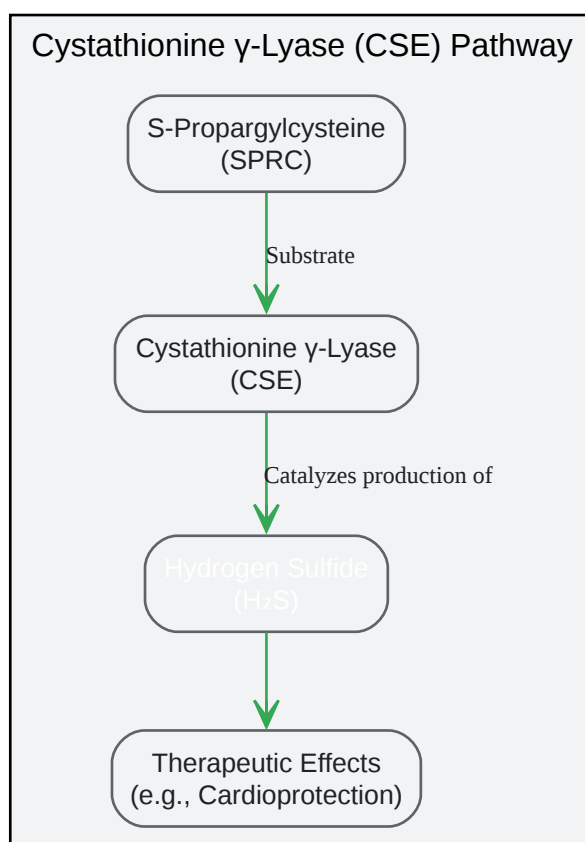 Cystathionine γ-Lyase (CSE) Pathway
S-Propargylcysteine
(SPRC)
Substrate
Cystathionine γ-Lyase
(CSE)
Catalyzes production of
Hydrogen Sulfide
(H₂S)
Therapeutic Effects
(e.g., Cardioprotection)